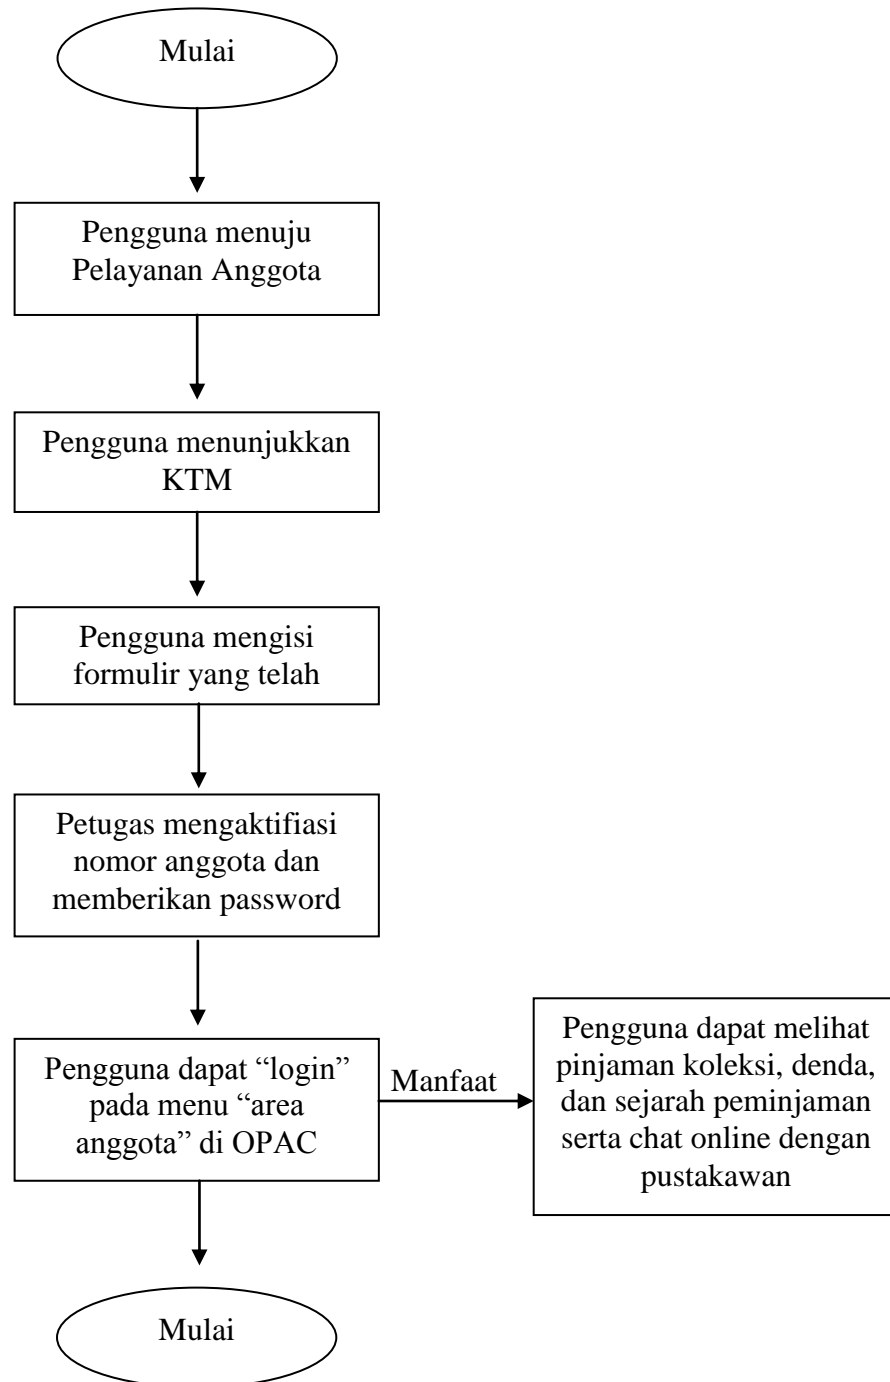 Mulai
Pengguna menuju
Pelayanan Anggota
Pengguna menunjukkan
KTM
Pengguna mengisi
formulir yang telah
Petugas mengaktifiasi
nomor anggota dan
memberikan password
Pengguna dapat “login”
pada menu “area
anggota” di OPAC
Manfaat
Pengguna dapat melihat
pinjaman koleksi, denda,
dan sejarah peminjaman
serta chat online dengan
pustakawan
Mulai